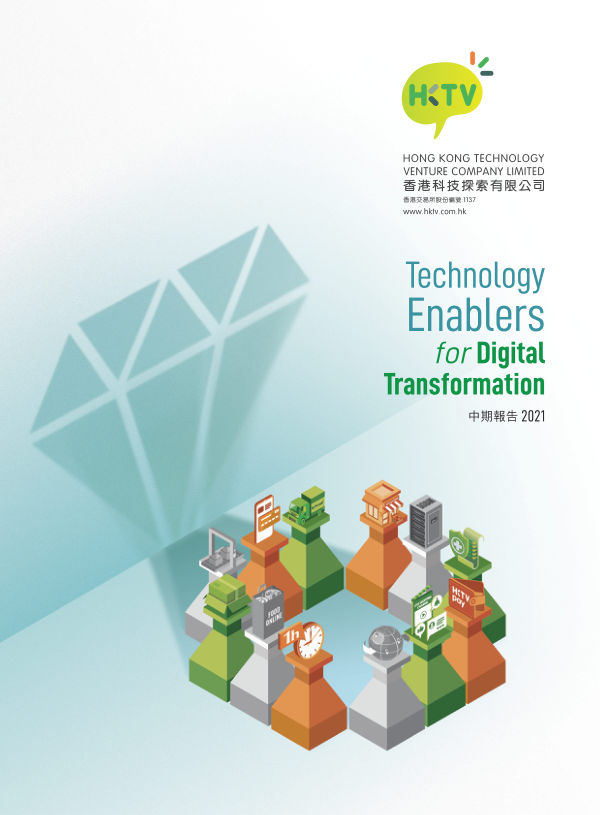 HKTV
HONG KONG TECHNOLOGY
VENTURE COMPANY LIMITED
香港科技探索有限公司
香港交易所股份編號 1137
www.hktv.com.hk
Technology
Enablers
for Digital
Transformation
中期報告 2021
FOOD
ONLINE
HKTV
pay
1h